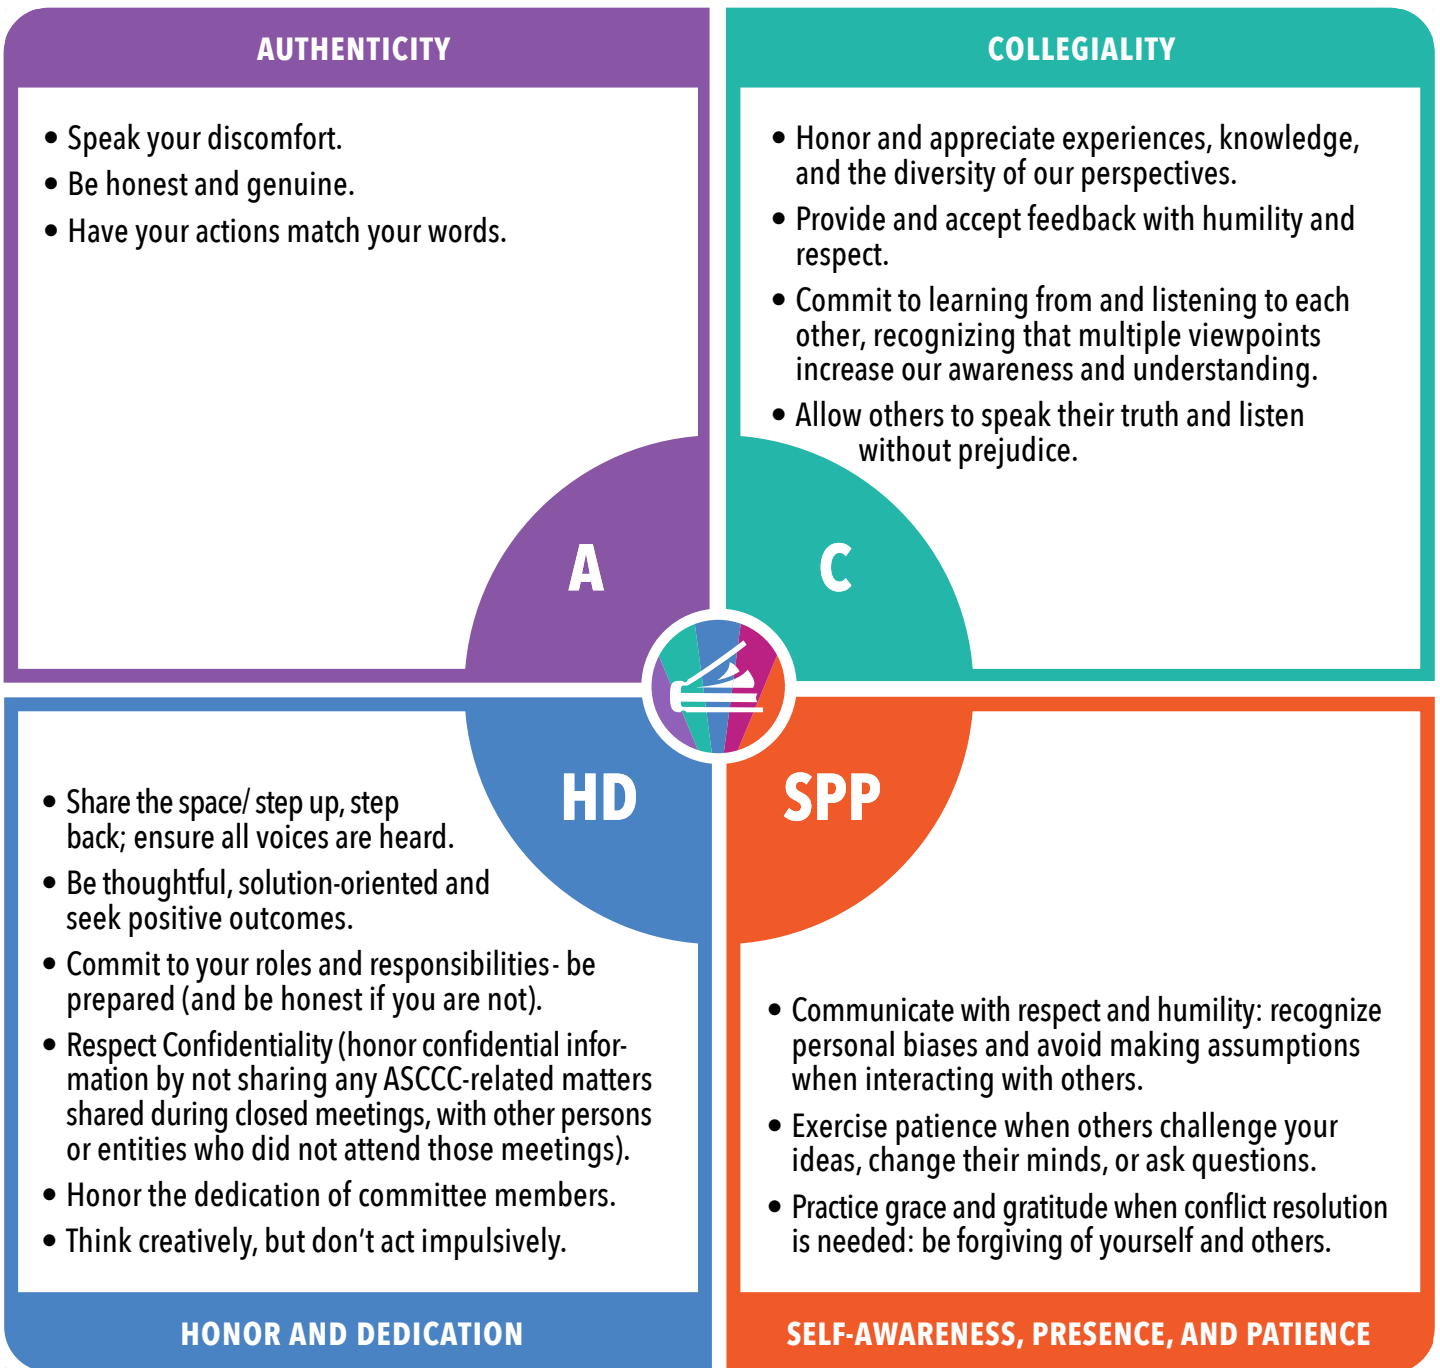 AUTHENTICITY
• Speak your discomfort.
• Be honest and genuine.
• Have your actions match your words.
A
COLLEGIALITY
• Honor and appreciate experiences, knowledge,
and the diversity of our perspectives.
• Provide and accept feedback with humility and
respect.
• Commit to learning from and listening to each
other, recognizing that multiple viewpoints
increase our awareness and understanding.
• Allow others to speak their truth and listen
without prejudice.
C
HD
• Share the space/ step up, step
back; ensure all voices are heard.
• Be thoughtful, solution-oriented and
seek positive outcomes.
• Commit to your roles and responsibilities- be
prepared (and be honest if you are not).
• Respect Confidentiality (honor confidential infor-
mation by not sharing any ASCCC-related matters
shared during closed meetings, with other persons
or entities who did not attend those meetings).
• Honor the dedication of committee members.
• Think creatively, but don't act impulsively.
HONOR AND DEDICATION
SPP
• Communicate with respect and humility: recognize
personal biases and avoid making assumptions
when interacting with others.
• Exercise patience when others challenge your
ideas, change their minds, or ask questions.
• Practice grace and gratitude when conflict resolution
is needed: be forgiving of yourself and others.
SELF-AWARENESS, PRESENCE, AND PATIENCE